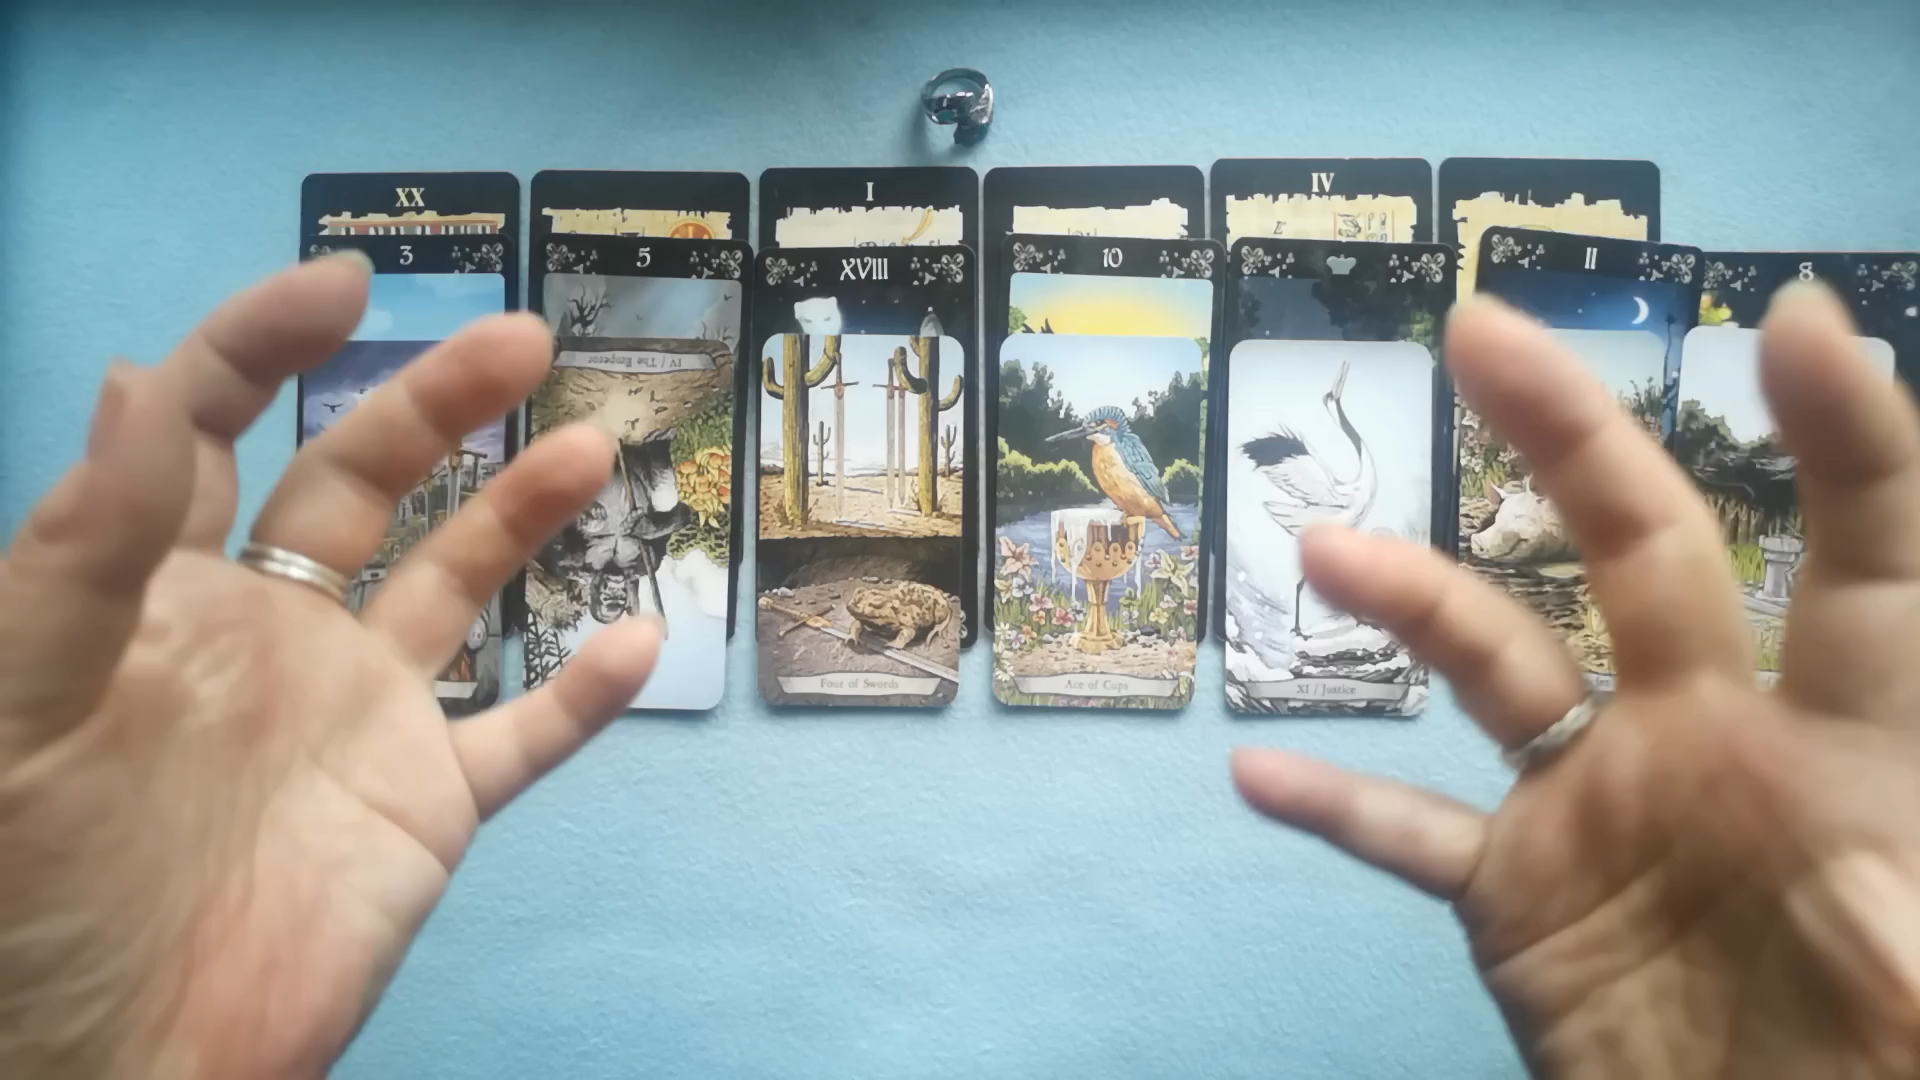 XX
I
IV
3
5
XVIII
10
II
8
IV / The Emperor
Four of Swords
Ace of Cups
XI / Justice